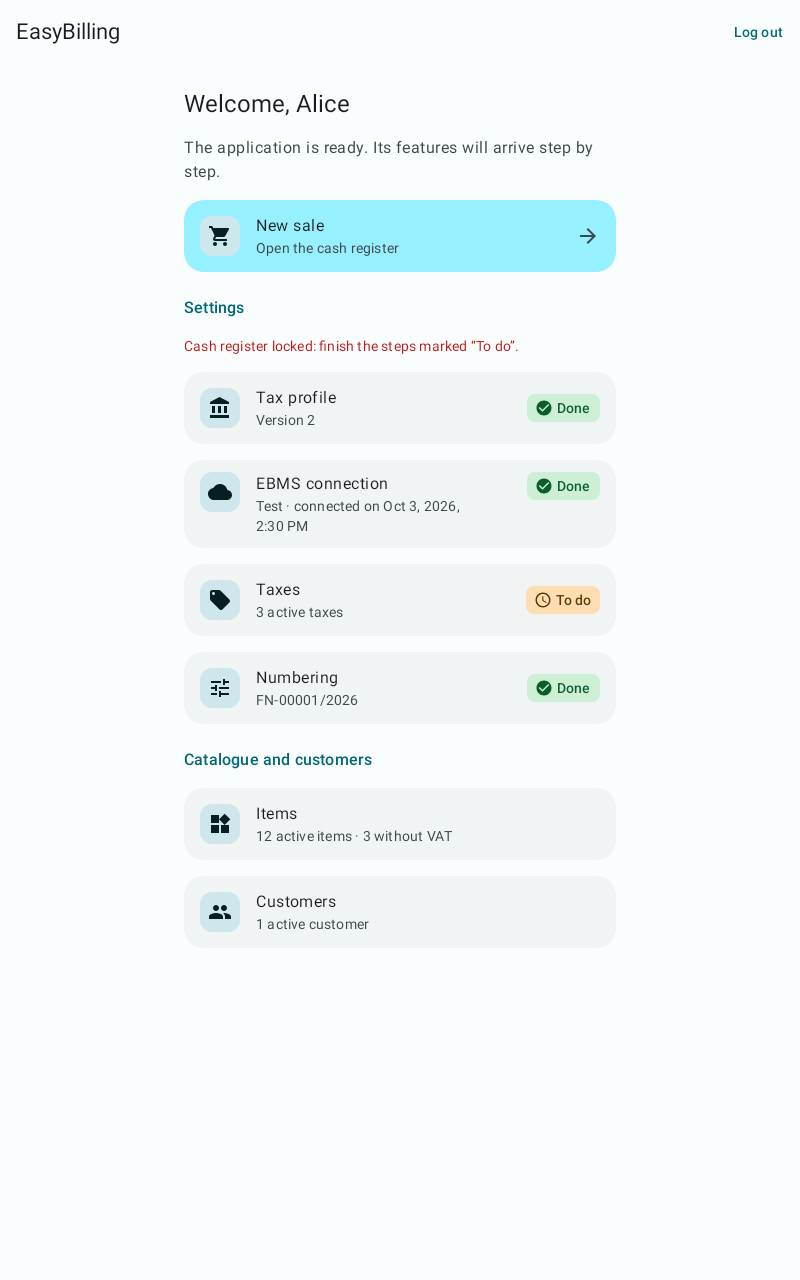 EasyBilling
Log out
Welcome, Alice
The application is ready. Its features will arrive step by
step.
New sale
Open the cash register
Settings
Cash register locked: finish the steps marked “To do”.
Tax profile
Version 2
Done
EBMS connection
Test · connected on Oct 3, 2026,
2:30 PM
Done
Taxes
3 active taxes
To do
Numbering
FN-00001/2026
Done
Catalogue and customers
Items
12 active items · 3 without VAT
Customers
1 active customer